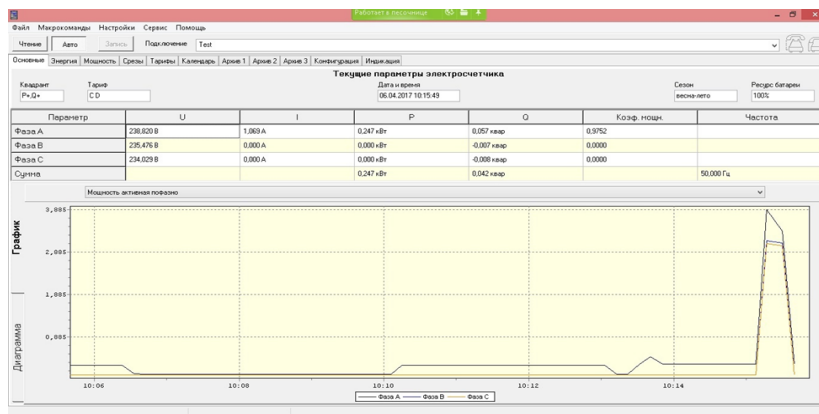 Работает в песочнице
Файл Макрокоманды Настройки Сервис Помощь
Чтение Авто Запись Подключение Test
Основные Энергия Мощность Срезы Тарифы Календарь Архив 1 Архив 2 Архив 3 Конфигурация Индикация
Текущие параметры электросчетчика
Квадрант Тариф Дата и время Сезон Ресурс батареи
P+,Q+ C D 06.04.2017 10:15:49 весна-лето 100%
Параметр U I P Q Коэф. мощн. Частота
Фаза A 238,820 В 1,069 А 0,247 кВт 0,057 квар 0,9752
Фаза B 235,476 В 0,000 А 0,000 кВт -0,007 квар 0,0000
Фаза C 234,029 В 0,000 А 0,000 кВт -0,008 квар 0,0000
Сумма 0,247 кВт 0,042 квар 50,000 Гц
Мощность активная пофазно
График
Диаграмма
3,005
2,005
1,005
0,005
10:06 10:08 10:10 10:12 10:14
Фаза A Фаза B Фаза C